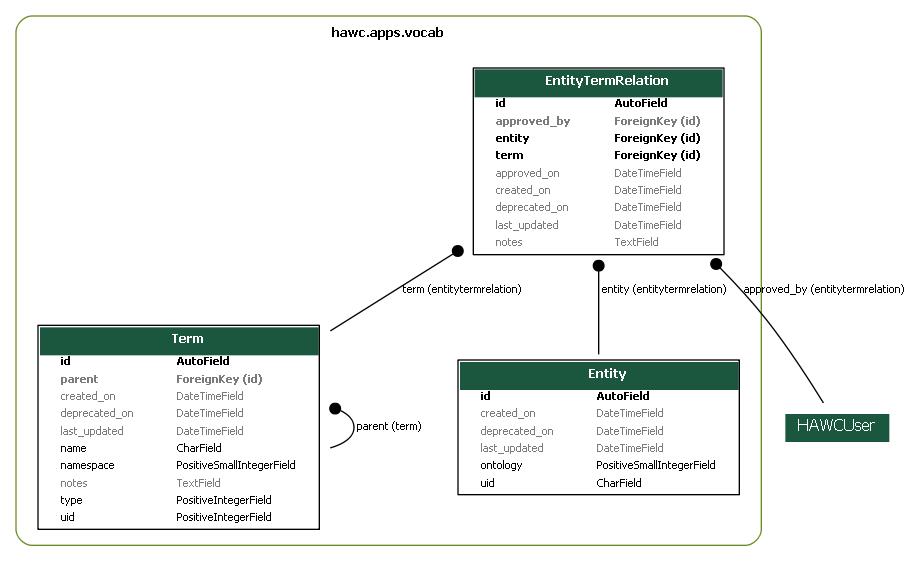 hawc.apps.vocab
EntityTermRelation
id AutoField
approved_by ForeignKey (id)
entity ForeignKey (id)
term ForeignKey (id)
approved_on DateTimeField
created_on DateTimeField
deprecated_on DateTimeField
last_updated DateTimeField
notes TextField
term (entitytermrelation)
entity (entitytermrelation)
approved_by (entitytermrelation)
Term
id AutoField
parent ForeignKey (id)
created_on DateTimeField
deprecated_on DateTimeField
last_updated DateTimeField
name CharField
namespace PositiveSmallIntegerField
notes TextField
type PositiveIntegerField
uid PositiveIntegerField
parent (term)
Entity
id AutoField
created_on DateTimeField
deprecated_on DateTimeField
last_updated DateTimeField
ontology PositiveSmallIntegerField
uid CharField
HAWCUser